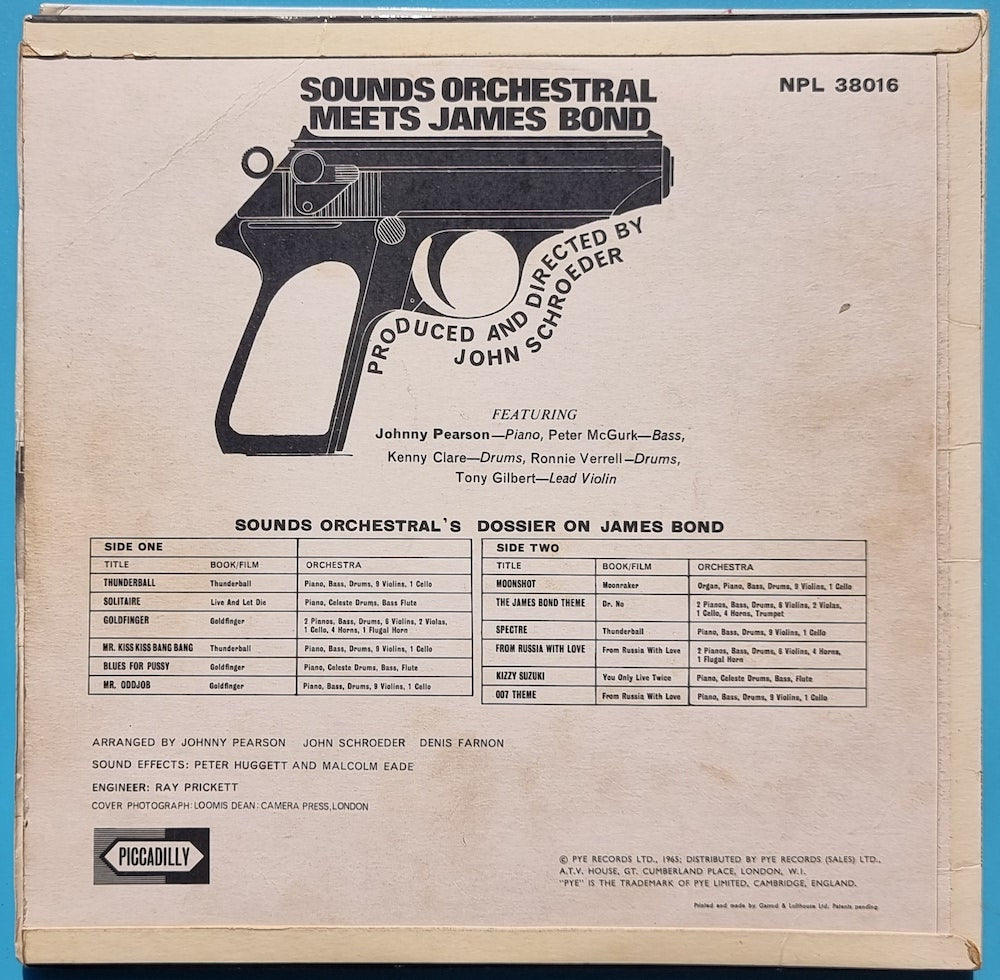 SOUNDS ORCHESTRAL
MEETS JAMES BOND
NPL 38016
PRODUCED AND DIRECTED BY
JOHN SCHROEDER
FEATURING
Johnny Pearson—Piano, Peter McGurk—Bass,
Kenny Clare—Drums, Ronnie Verrell—Drums,
Tony Gilbert—Lead Violin
SOUNDS ORCHESTRAL'S DOSSIER ON JAMES BOND
SIDE ONE
TITLE BOOK/FILM ORCHESTRA
THUNDERBALL Thunderball Piano, Bass, Drums, 9 Violins, 1 Cello
SOLITAIRE Live And Let Die Piano, Celeste Drums, Bass Flute
GOLDFINGER Goldfinger 2 Pianos, Bass, Drums, 6 Violins, 2 Violas,
1 Cello, 4 Horns, 1 Flugal Horn
MR. KISS KISS BANG BANG Thunderball Piano, Bass, Drums, 9 Violins, 1 Cello
BLUES FOR PUSSY Goldfinger Piano, Celeste Drums, Bass, Flute
MR. ODDJOB Goldfinger Piano, Bass, Drums, 9 Violins, 1 Cello
SIDE TWO
TITLE BOOK/FILM ORCHESTRA
MOONSHOT Moonraker Organ, Piano, Bass, Drums, 9 Violins, 1 Cello
THE JAMES BOND THEME Dr. No 2 Pianos, Bass, Drums, 6 Violins, 2 Violas,
1 Cello, 4 Horns, Trumpet
SPECTRE Thunderball Piano, Bass, Drums, 9 Violins, 1 Cello
FROM RUSSIA WITH LOVE From Russia With Love 2 Pianos, Bass, Drums, 6 Violins, 4 Horns,
1 Flugal Horn
KIZZY SUZUKI You Only Live Twice Piano, Celeste Drums, Bass, Flute
007 THEME From Russia With Love Piano, Bass, Drums, 9 Violins, 1 Cello
ARRANGED BY JOHNNY PEARSON JOHN SCHROEDER DENIS FARNON
SOUND EFFECTS: PETER HUGGETT AND MALCOLM EADE
ENGINEER: RAY PRICKETT
COVER PHOTOGRAPH: LOOMIS DEAN: CAMERA PRESS, LONDON
PICCADILLY
© PYE RECORDS LTD., 1965; DISTRIBUTED BY PYE RECORDS (SALES) LTD.,
A.T.V. HOUSE, GT. CUMBERLAND PLACE, LONDON, W.I.
"PYE" IS THE TRADEMARK OF PYE LIMITED, CAMBRIDGE, ENGLAND.
Printed and made by Garrod & Lofthouse Ltd. Patents pending